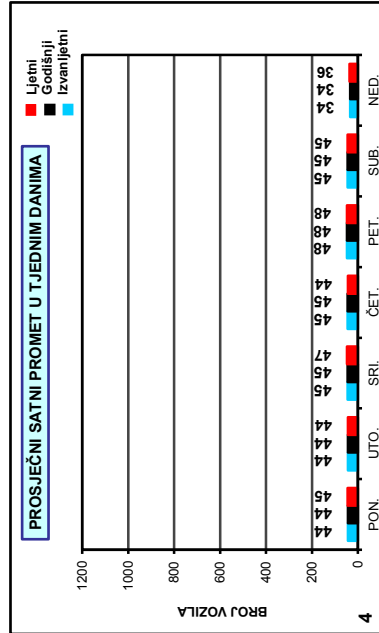 PROSJEČNI SATNI PROMET U TJEDNIM DANIMA
Ljetni
Godišnji
Izvanljetni
BROJ VOZILA
1200
1000
800
600
400
200
0
44 44 45
44 44 44
45 45 47
45 45 44
48 48 48
45 45 45
34 34 36
PON. UTO. SRI. ČET. PET. SUB. NED.
4